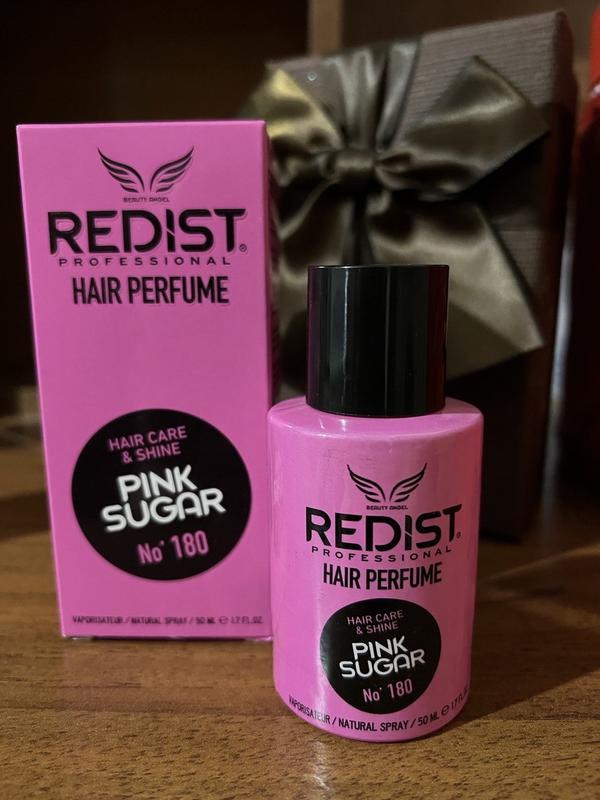 BEAUTY ANGEL
REDIST®
PROFESSIONAL
HAIR PERFUME
HAIR CARE
& SHINE
PINK
SUGAR
No° 180
VAPORISATEUR / NATURAL SPRAY / 50 ML ℮ 1.7 FL.OZ.
BEAUTY ANGEL
REDIST®
PROFESSIONAL
HAIR PERFUME
HAIR CARE
& SHINE
PINK
SUGAR
No° 180
VAPORISATEUR / NATURAL SPRAY / 50 ML ℮ 1.7 FL